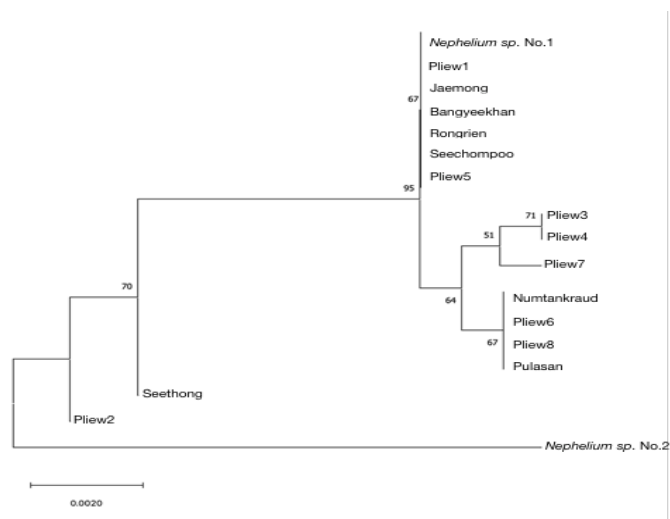 Nephelium sp. No.1
Pliew1
Jaemong
67
Bangyeekhan
Rongrien
Seechompoo
Pliew5
95
71
Pliew3
51
Pliew4
Pliew7
70
64
Numtankraud
Pliew6
67
Pliew8
Pulasan
Seethong
Pliew2
Nephelium sp. No.2
0.0020